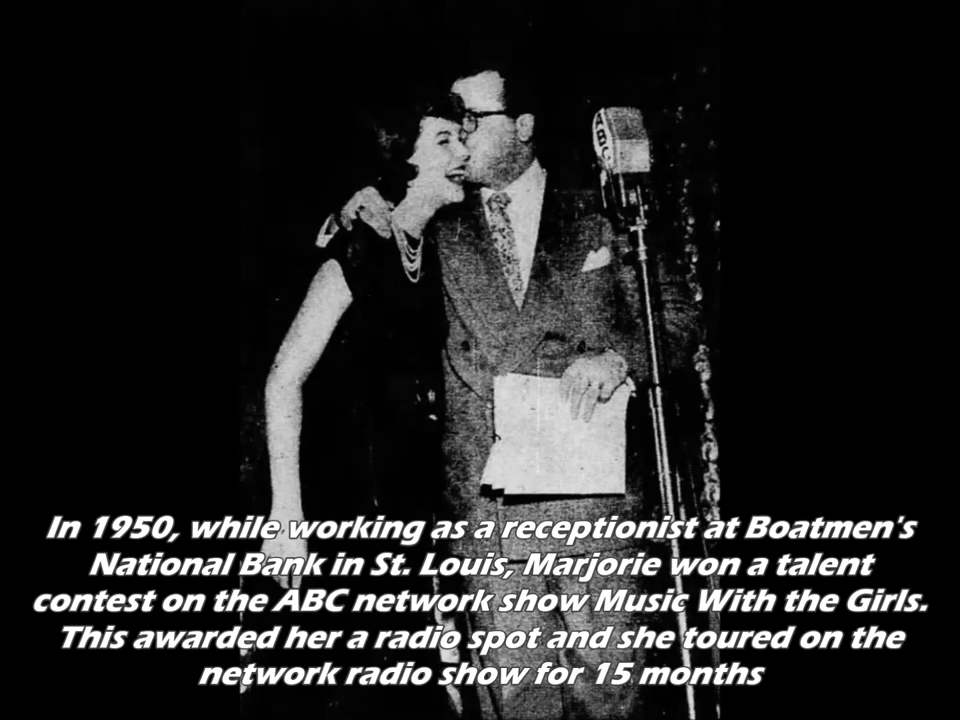 ABC
In 1950, while working as a receptionist at Boatmen's
National Bank in St. Louis, Marjorie won a talent
contest on the ABC network show Music With the Girls.
This awarded her a radio spot and she toured on the
network radio show for 15 months